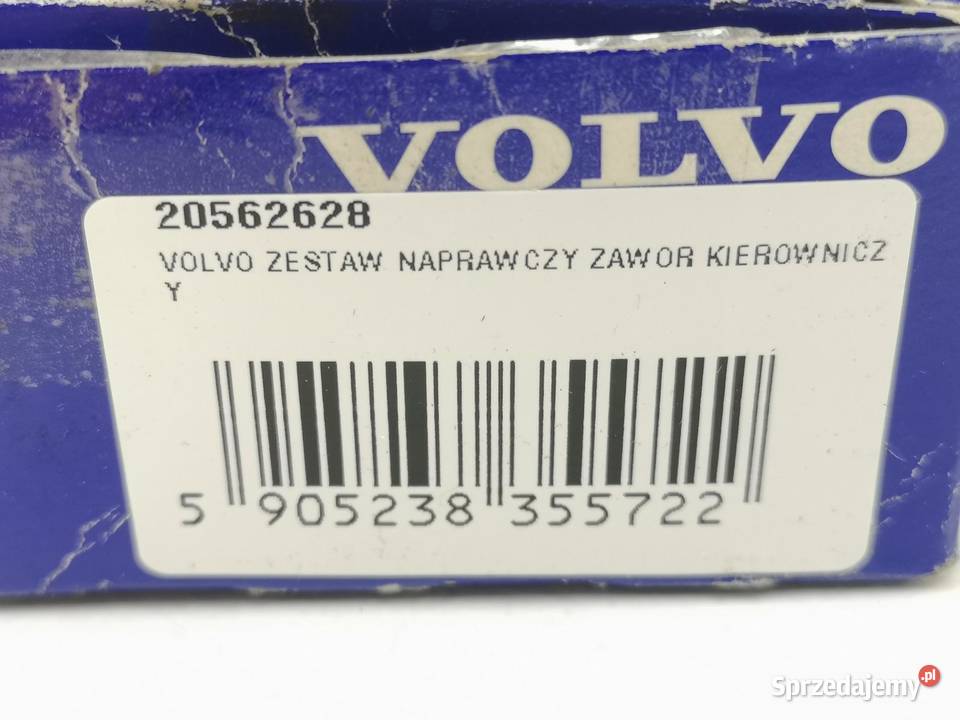 VOLVO
20562628
VOLVO ZESTAW NAPRAWCZY ZAWOR KIEROWNICZ
Y
5 905238 355722
Sprzedajemy.pl